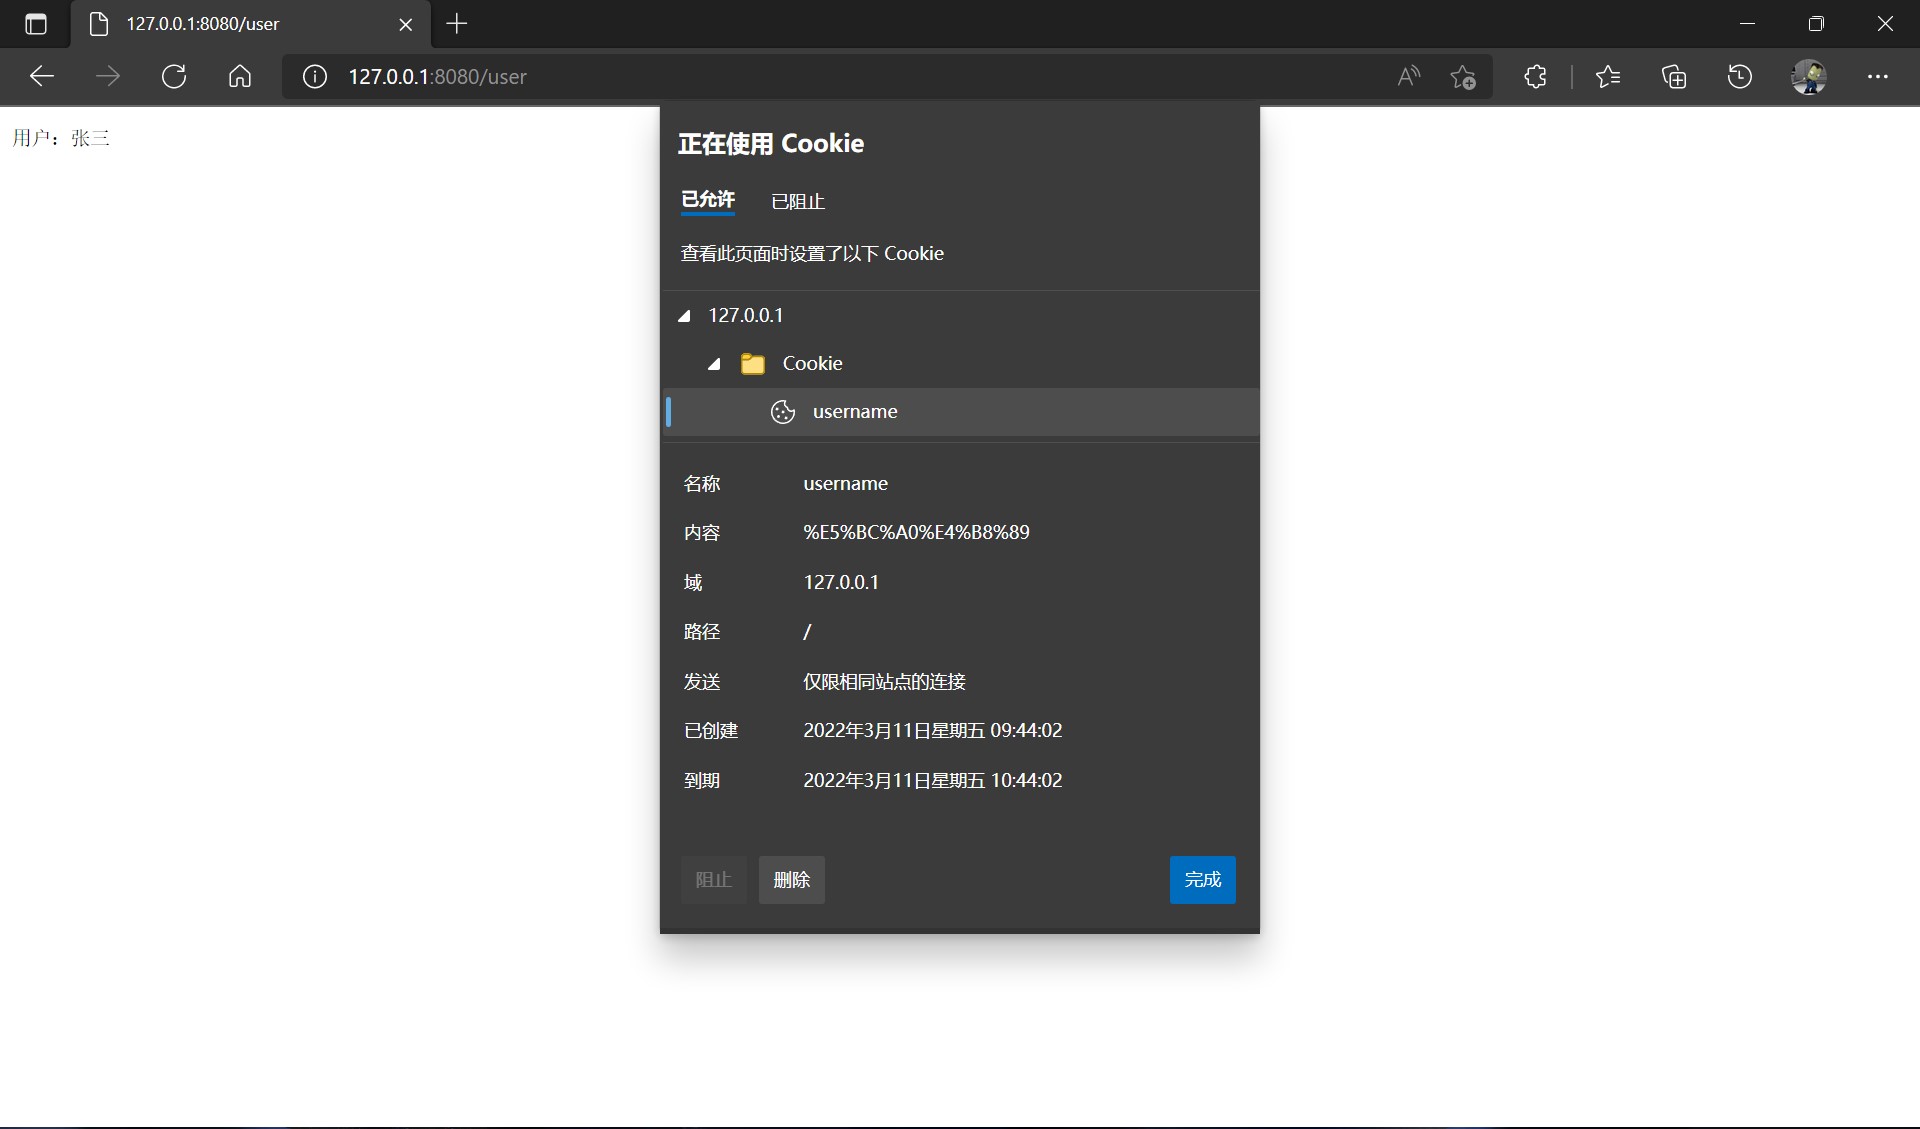 127.0.0.1:8080/user
127.0.0.1:8080/user
用户：张三
正在使用 Cookie
已允许 已阻止
查看此页面时设置了以下 Cookie
127.0.0.1
Cookie
username
名称 username
内容 %E5%BC%A0%E4%B8%89
域 127.0.0.1
路径 /
发送 仅限相同站点的连接
已创建 2022年3月11日星期五 09:44:02
到期 2022年3月11日星期五 10:44:02
阻止 删除 完成